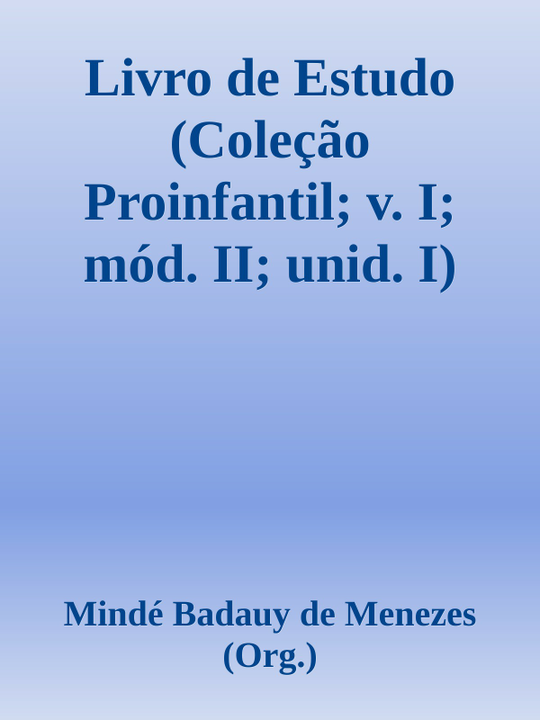 Livro de Estudo
(Coleção
Proinfantil; v. I;
mód. II; unid. I)
Mindé Badauy de Menezes
(Org.)